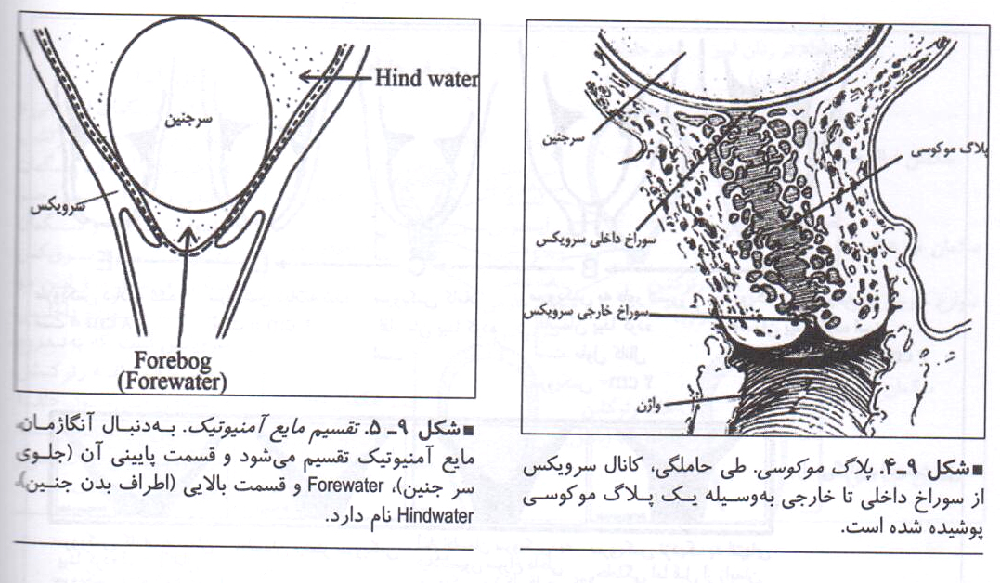 سرجنین
پلاگ موکوسی
سوراخ داخلی سرویکس
سوراخ خارجی سرویکس
واژن
■ شکل ۹ـ۴. پلاگ موکوسی. طی حاملگی، کانال سرویکس
از سوراخ داخلی تا خارجی به‌وسیله یک پلاگ موکوسی
پوشیده شده است.
Hind water
سرجنین
سرویکس
Forebog
(Forewater)
■ شکل ۹ـ۵. تقسیم مایع آمنیوتیک. به‌دنبال آنگاژمان،
مایع آمنیوتیک تقسیم می‌شود و قسمت پایینی آن (جلوی
سر جنین)، Forewater و قسمت بالایی (اطراف بدن جنین)،
Hindwater نام دارد.